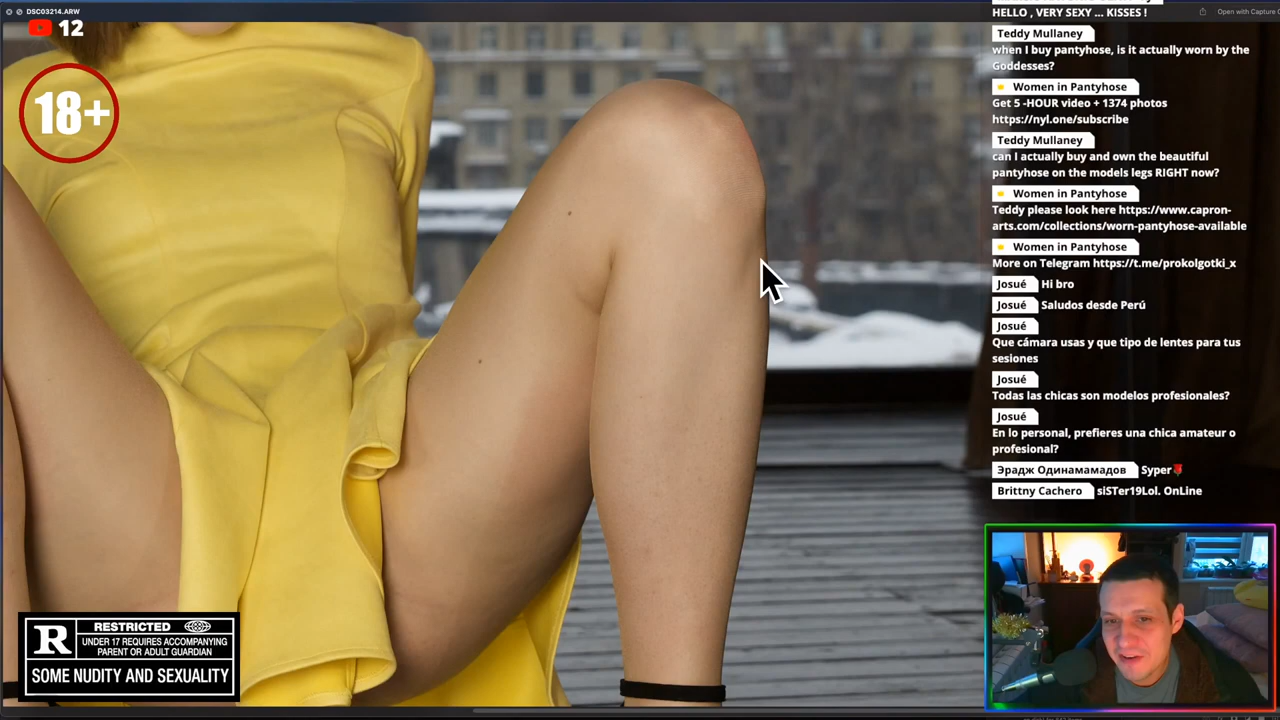 DSC03214.ARW
Open with Capture
12
18+
HELLO , VERY SEXY ... KISSES !
Teddy Mullaney
when I buy pantyhose, is it actually worn by the
Goddesses?
Women in Pantyhose
Get 5 -HOUR video + 1374 photos
https://nyl.one/subscribe
Teddy Mullaney
can I actually buy and own the beautiful
pantyhose on the models legs RIGHT now?
Women in Pantyhose
Teddy please look here https://www.capron-
arts.com/collections/worn-pantyhose-available
Women in Pantyhose
More on Telegram https://t.me/prokolgotki_x
Josué Hi bro
Josué Saludos desde Perú
Josué
Que cámara usas y que tipo de lentes para tus
sesiones
Josué
Todas las chicas son modelos profesionales?
Josué
En lo personal, prefieres una chica amateur o
profesional?
Эрадж Одинамамадов Syper
Brittny Cachero siSTer19Lol. OnLine
R
RESTRICTED
UNDER 17 REQUIRES ACCOMPANYING
PARENT OR ADULT GUARDIAN
SOME NUDITY AND SEXUALITY